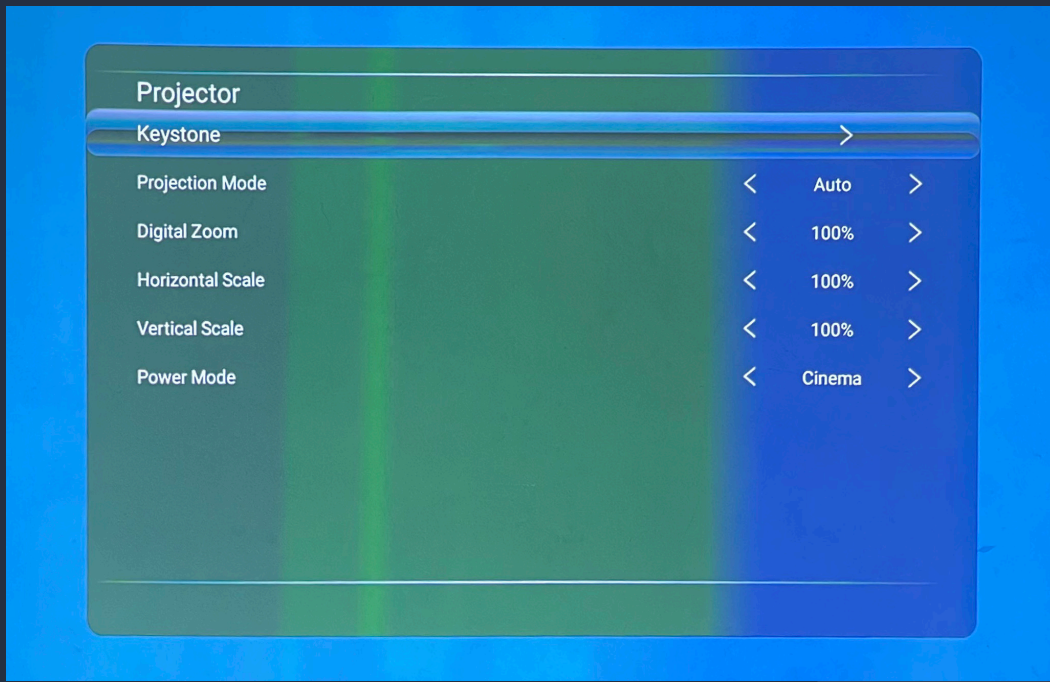 Projector
Keystone >
Projection Mode < Auto >
Digital Zoom < 100% >
Horizontal Scale < 100% >
Vertical Scale < 100% >
Power Mode < Cinema >